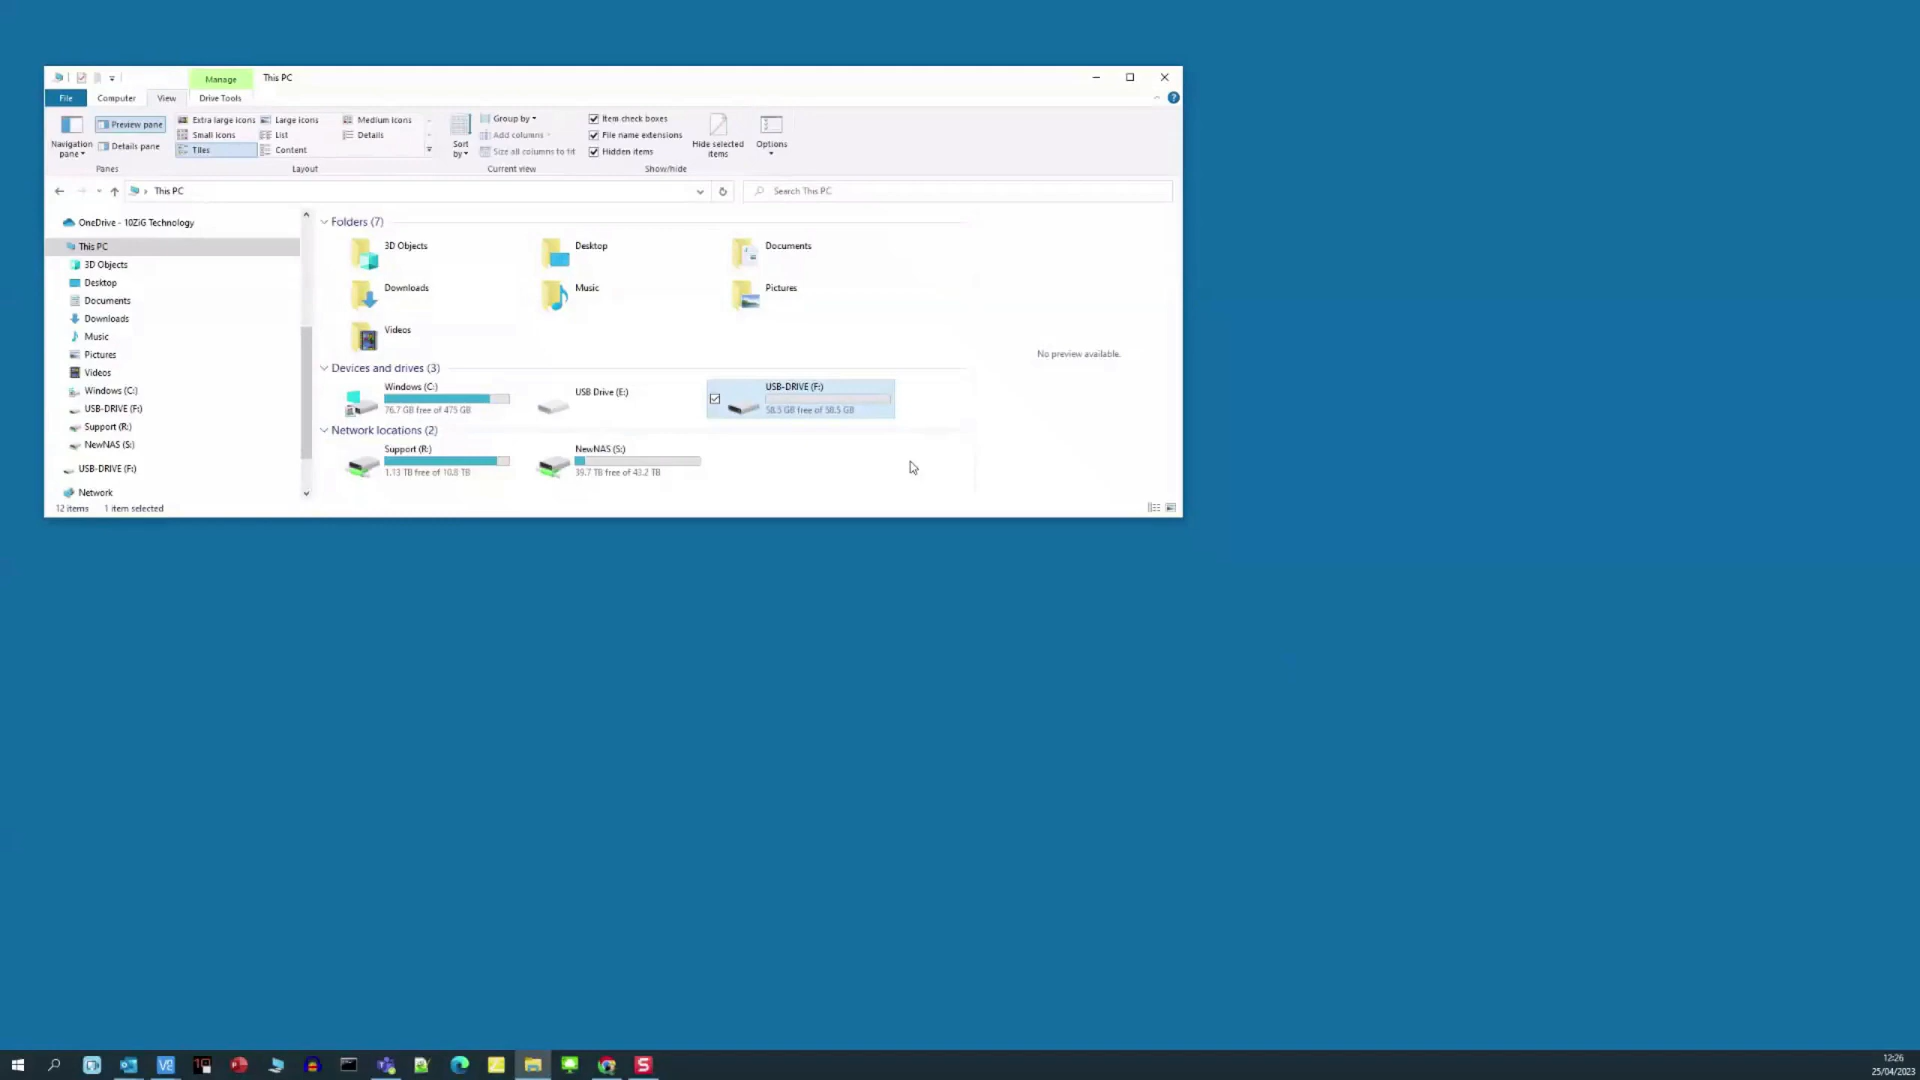 Manage
This PC
File
Computer
View
Drive Tools
Navigation
pane
Preview pane
Details pane
Panes
Extra large icons
Large icons
Medium icons
Small icons
List
Details
Tiles
Content
Layout
Sort
by
Group by
Add columns
Size all columns to fit
Current view
Item check boxes
File name extensions
Hidden items
Hide selected
items
Show/hide
Options
This PC
Search This PC
OneDrive - 10ZiG Technology
This PC
3D Objects
Desktop
Documents
Downloads
Music
Pictures
Videos
Windows (C:)
USB-DRIVE (F:)
Support (R:)
NewNAS (S:)
USB-DRIVE (F:)
Network
Folders (7)
3D Objects
Desktop
Documents
Downloads
Music
Pictures
Videos
Devices and drives (3)
Windows (C:)
76.7 GB free of 475 GB
USB Drive (E:)
USB-DRIVE (F:)
58.5 GB free of 58.5 GB
Network locations (2)
Support (R:)
1.13 TB free of 10.8 TB
NewNAS (S:)
39.7 TB free of 43.2 TB
No preview available.
12 items
1 item selected
12:26
25/04/2023